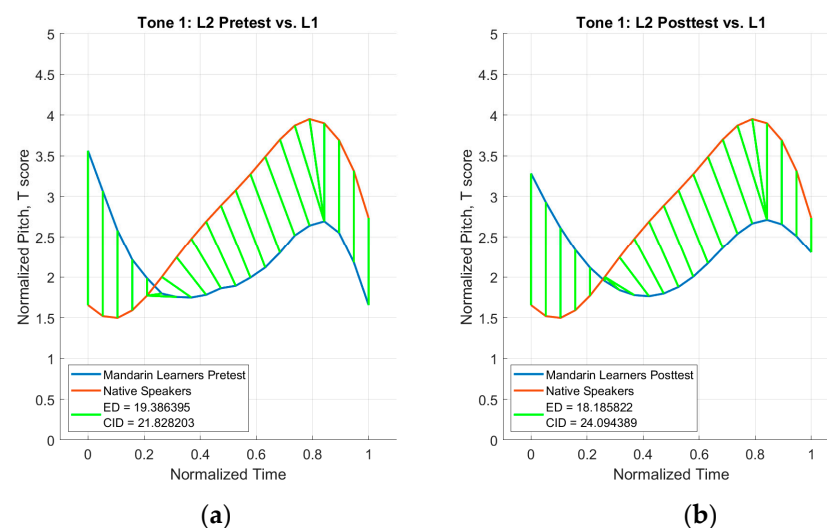 Tone 1: L2 Pretest vs. L1
5
4.5
4
3.5
3
2.5
2
1.5
1
0.5
0
Normalized Pitch, T score
Mandarin Learners Pretest
Native Speakers
ED = 19.386395
CID = 21.828203
0 0.2 0.4 0.6 0.8 1
Normalized Time
(a)
Tone 1: L2 Posttest vs. L1
5
4.5
4
3.5
3
2.5
2
1.5
1
0.5
0
Normalized Pitch, T score
Mandarin Learners Posttest
Native Speakers
ED = 18.185822
CID = 24.094389
0 0.2 0.4 0.6 0.8 1
Normalized Time
(b)